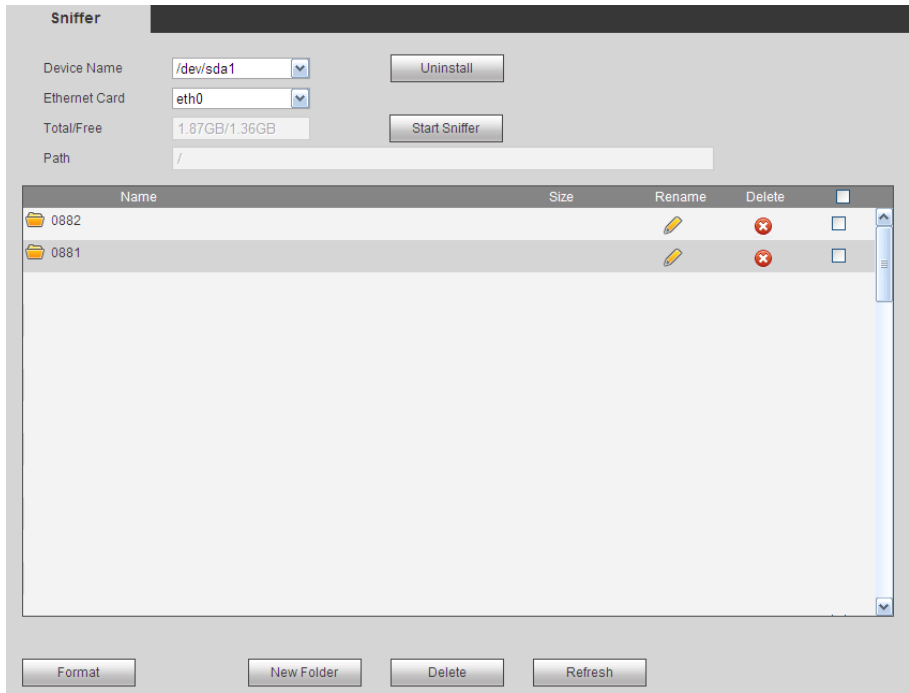 Sniffer
Device Name /dev/sda1 Uninstall
Ethernet Card eth0
Total/Free 1.87GB/1.36GB Start Sniffer
Path /
Name Size Rename Delete
0882
0881
Format New Folder Delete Refresh